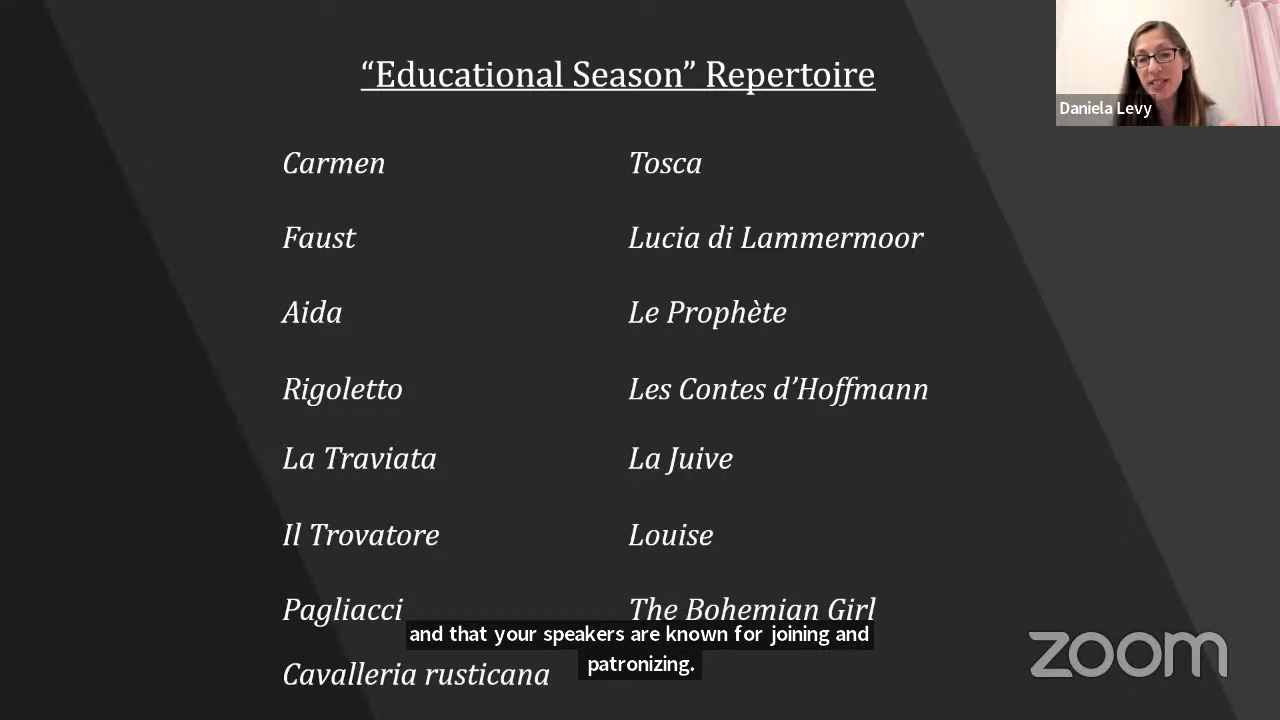 “Educational Season” Repertoire
Daniela Levy
Carmen
Tosca
Faust
Lucia di Lammermoor
Aida
Le Prophète
Rigoletto
Les Contes d’Hoffmann
La Traviata
La Juive
Il Trovatore
Louise
Pagliacci
The Bohemian Girl
and that your speakers are known for joining and
patronizing.
Cavalleria rusticana
zoom